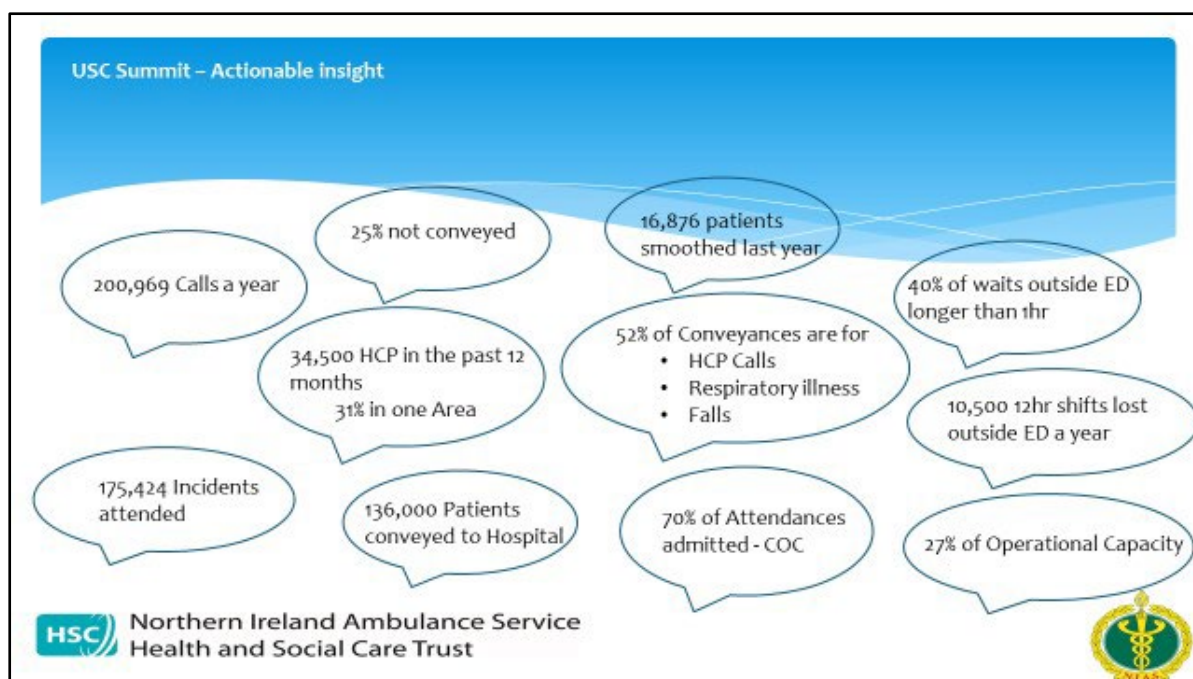 USC Summit – Actionable insight
25% not conveyed
16,876 patients
smoothed last year
200,969 Calls a year
40% of waits outside ED
longer than 1hr
34,500 HCP in the past 12
months
31% in one Area
52% of Conveyances are for
• HCP Calls
• Respiratory illness
• Falls
10,500 12hr shifts lost
outside ED a year
175,424 Incidents
attended
136,000 Patients
conveyed to Hospital
70% of Attendances
admitted - COC
27% of Operational Capacity
HSC
Northern Ireland Ambulance Service
Health and Social Care Trust
N.I.A.S.